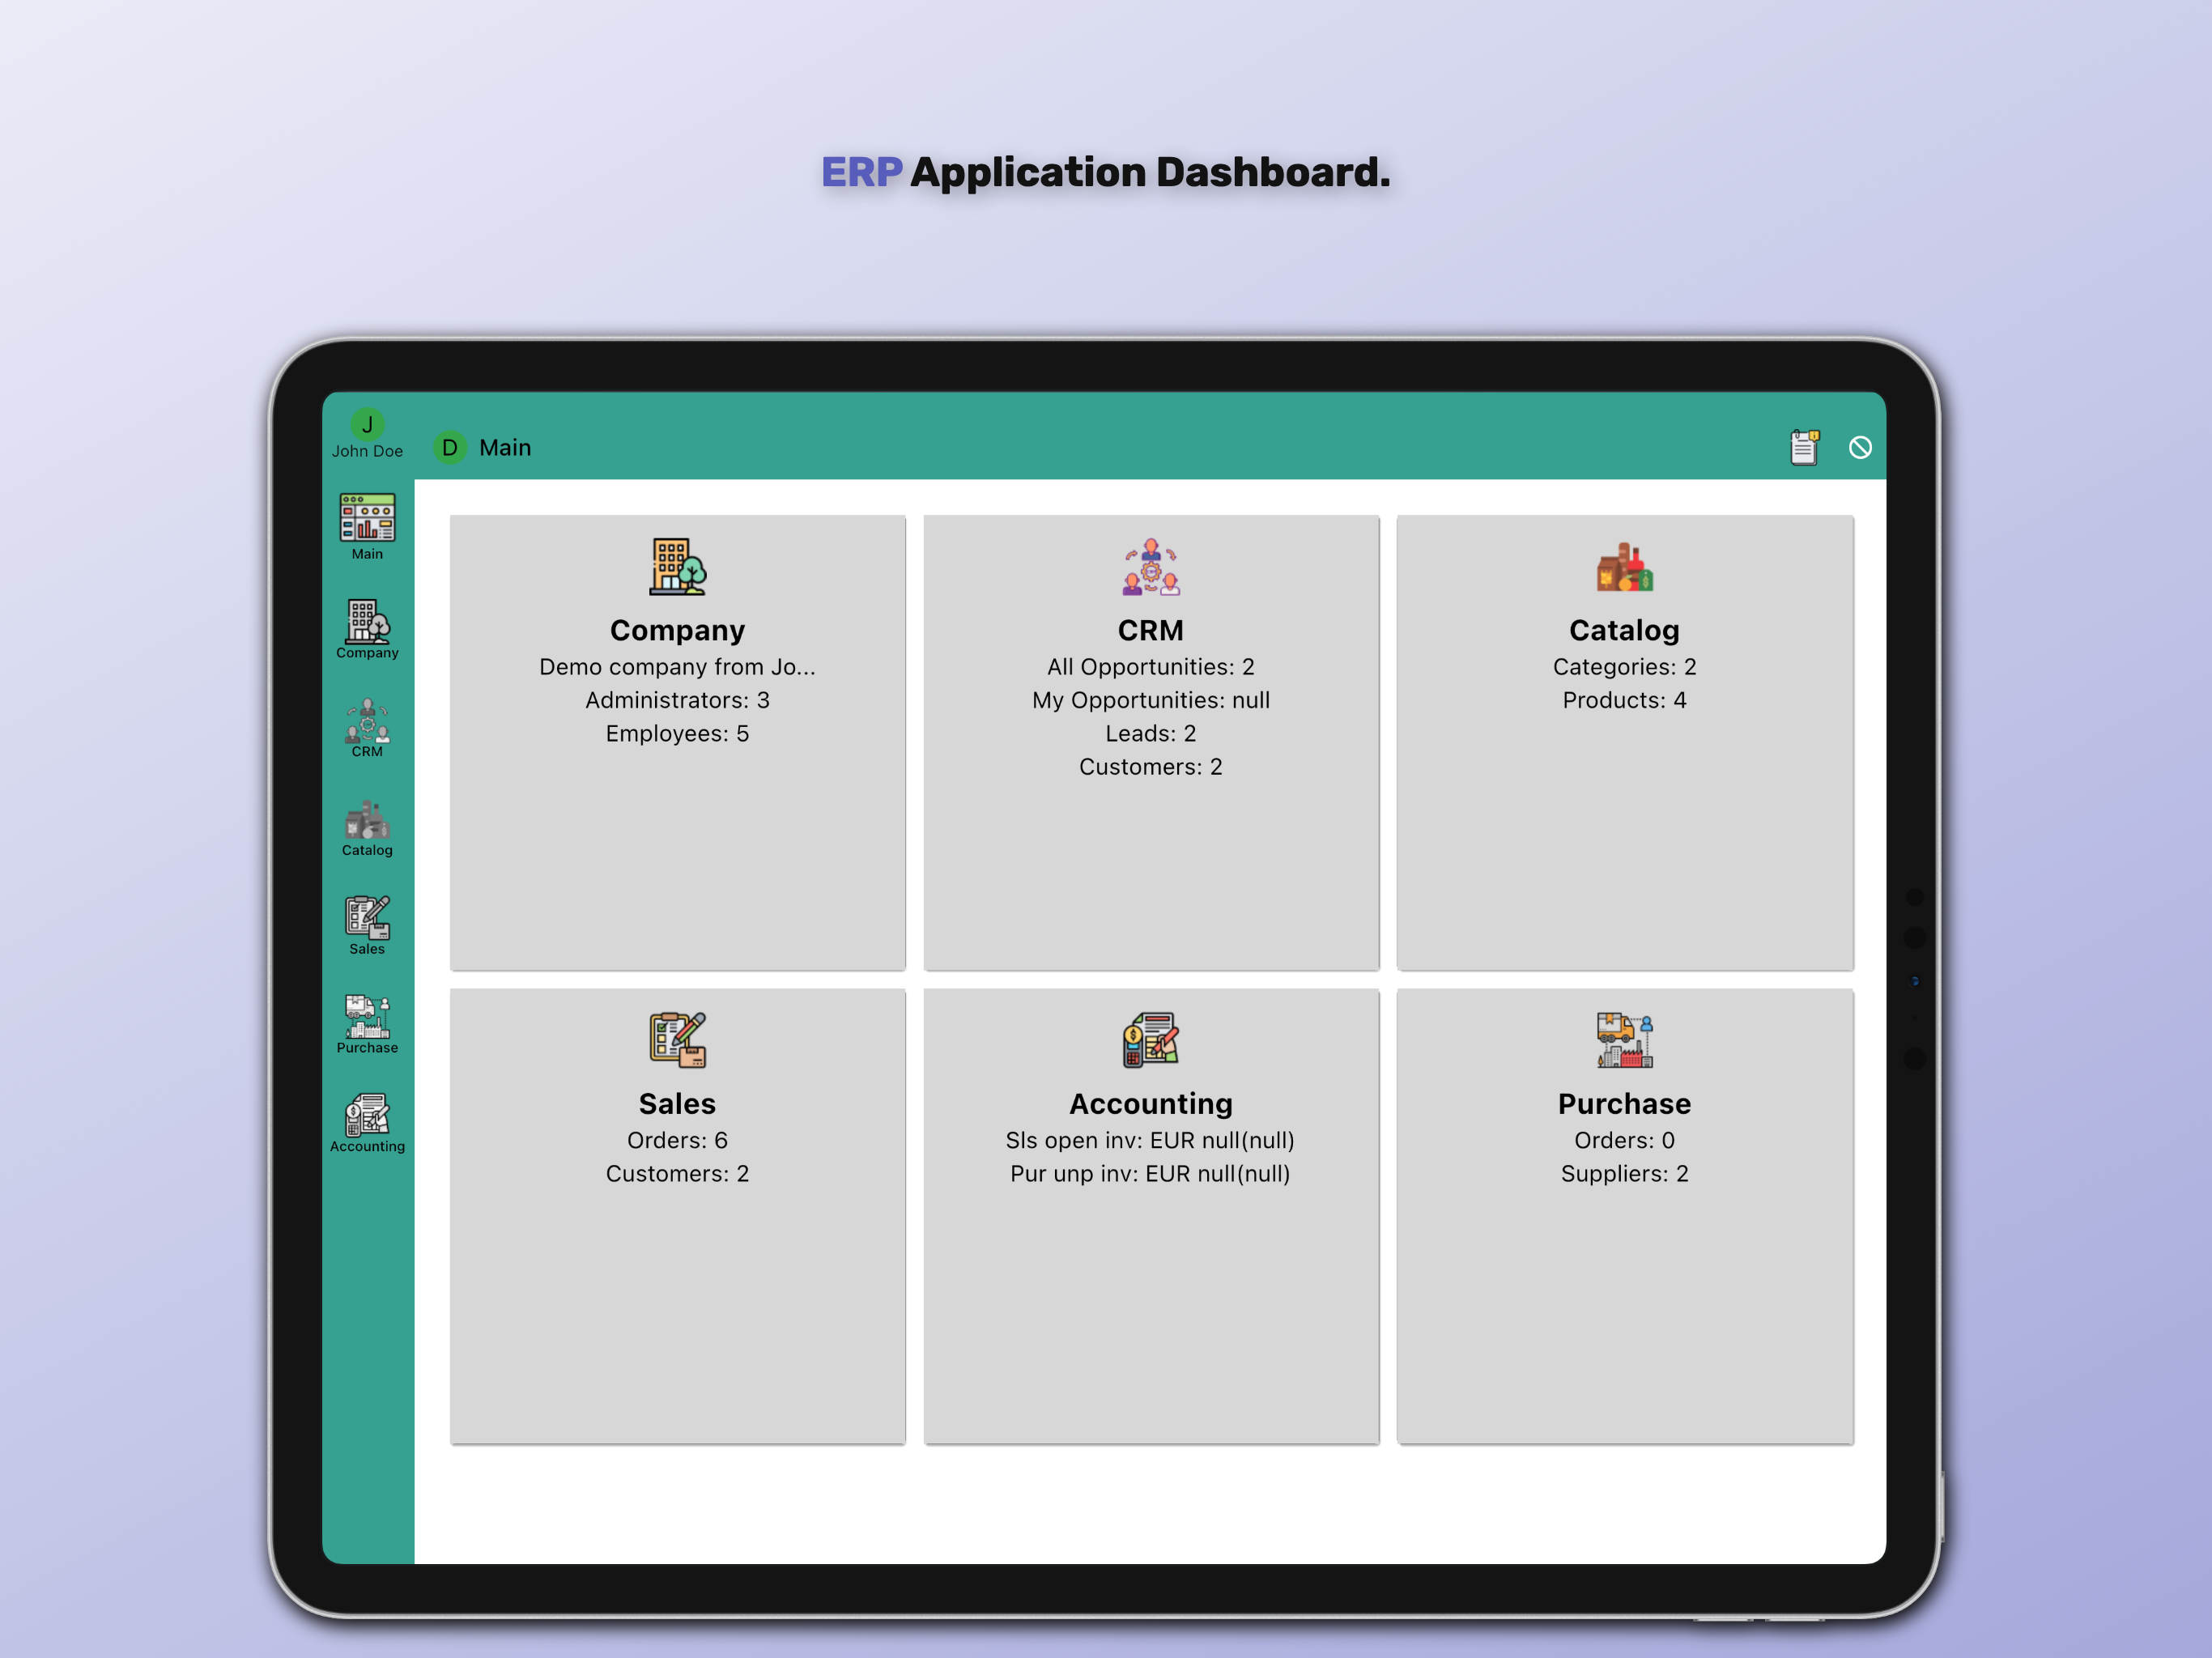 ERP Application Dashboard.
J
John Doe
D Main
Main
Company
CRM
Catalog
Sales
Purchase
Accounting
Company
Demo company from Jo...
Administrators: 3
Employees: 5
CRM
All Opportunities: 2
My Opportunities: null
Leads: 2
Customers: 2
Catalog
Categories: 2
Products: 4
Sales
Orders: 6
Customers: 2
Accounting
Sls open inv: EUR null(null)
Pur unp inv: EUR null(null)
Purchase
Orders: 0
Suppliers: 2